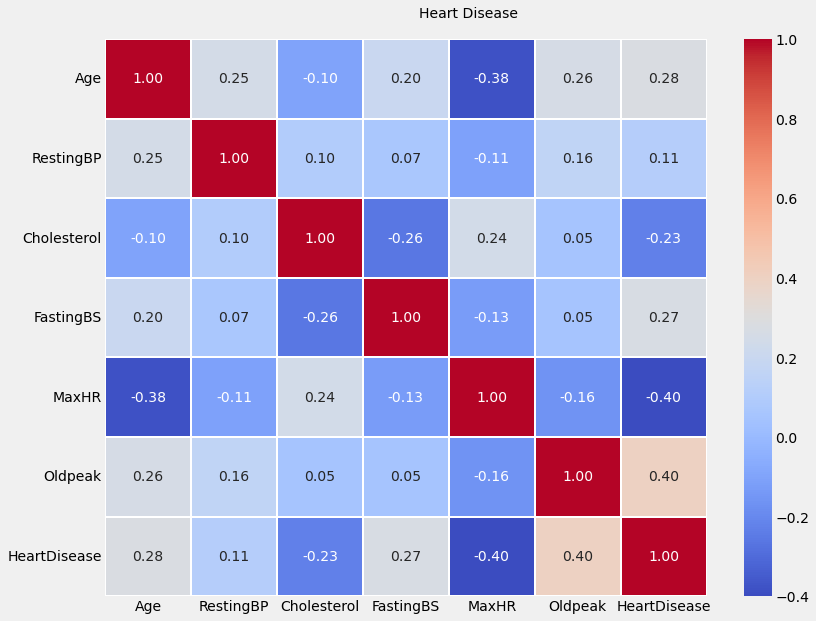 Heart Disease
1.0
Age 1.00 0.25 -0.10 0.20 -0.38 0.26 0.28
0.8
RestingBP 0.25 1.00 0.10 0.07 -0.11 0.16 0.11
0.6
Cholesterol -0.10 0.10 1.00 -0.26 0.24 0.05 -0.23
0.4
FastingBS 0.20 0.07 -0.26 1.00 -0.13 0.05 0.27
0.2
MaxHR -0.38 -0.11 0.24 -0.13 1.00 -0.16 -0.40
0.0
Oldpeak 0.26 0.16 0.05 0.05 -0.16 1.00 0.40
−0.2
HeartDisease 0.28 0.11 -0.23 0.27 -0.40 0.40 1.00
−0.4
Age RestingBP Cholesterol FastingBS MaxHR Oldpeak HeartDisease